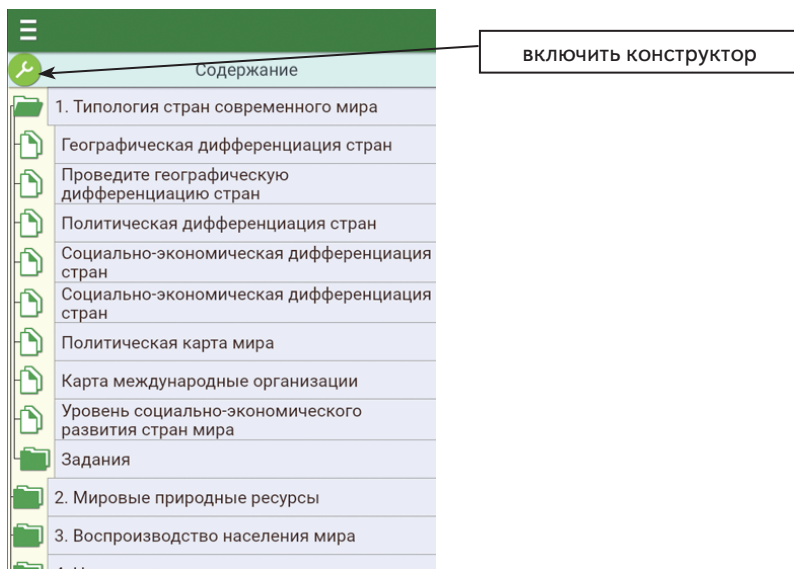 включить конструктор
Содержание
1. Типология стран современного мира
Географическая дифференциация стран
Проведите географическую
дифференциацию стран
Политическая дифференциация стран
Социально-экономическая дифференциация
стран
Социально-экономическая дифференциация
стран
Политическая карта мира
Карта международные организации
Уровень социально-экономического
развития стран мира
Задания
2. Мировые природные ресурсы
3. Воспроизводство населения мира